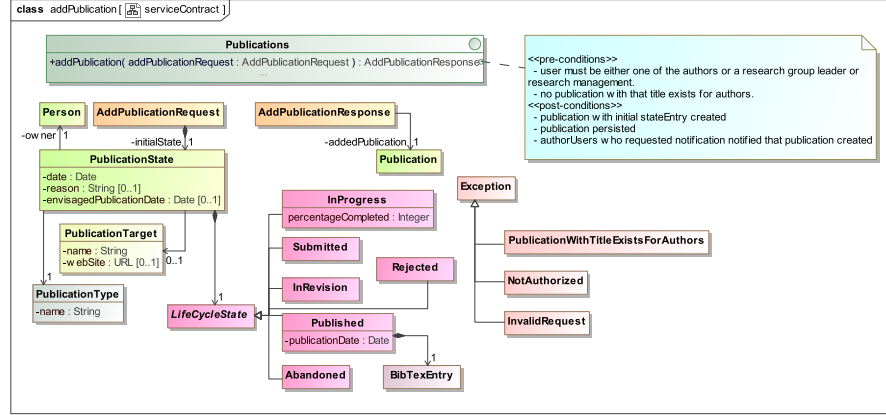 class addPublication [ serviceContract ]
Publications
+addPublication( addPublicationRequest : AddPublicationRequest ) : AddPublicationResponse
...
<<pre-conditions>>
- user must be either one of the authors or a research group leader or
research management.
- no publication with that title exists for authors.
<<post-conditions>>
- publication with initial stateEntry created
- publication persisted
- authorUsers who requested notification notified that publication created
Person
AddPublicationRequest
AddPublicationResponse
-owner 1
-initialState 1
-addedPublication 1
PublicationState
-date : Date
-reason : String [0..1]
-envisagedPublicationDate : Date [0..1]
Publication
Exception
InProgress
percentageCompleted : Integer
PublicationTarget
-name : String
-webSite : URL [0..1]
0..1
Submitted
PublicationWithTitleExistsForAuthors
Rejected
NotAuthorized
InRevision
1
PublicationType
-name : String
1
LifeCycleState
Published
-publicationDate : Date
InvalidRequest
1
Abandoned
BibTexEntry